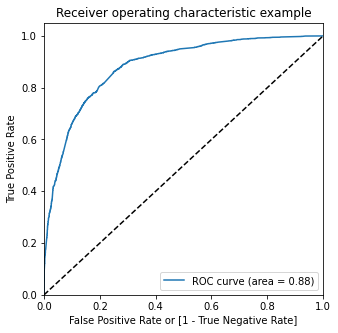 Receiver operating characteristic example
True Positive Rate
1.0
0.8
0.6
0.4
0.2
0.0
ROC curve (area = 0.88)
0.0 0.2 0.4 0.6 0.8 1.0
False Positive Rate or [1 - True Negative Rate]